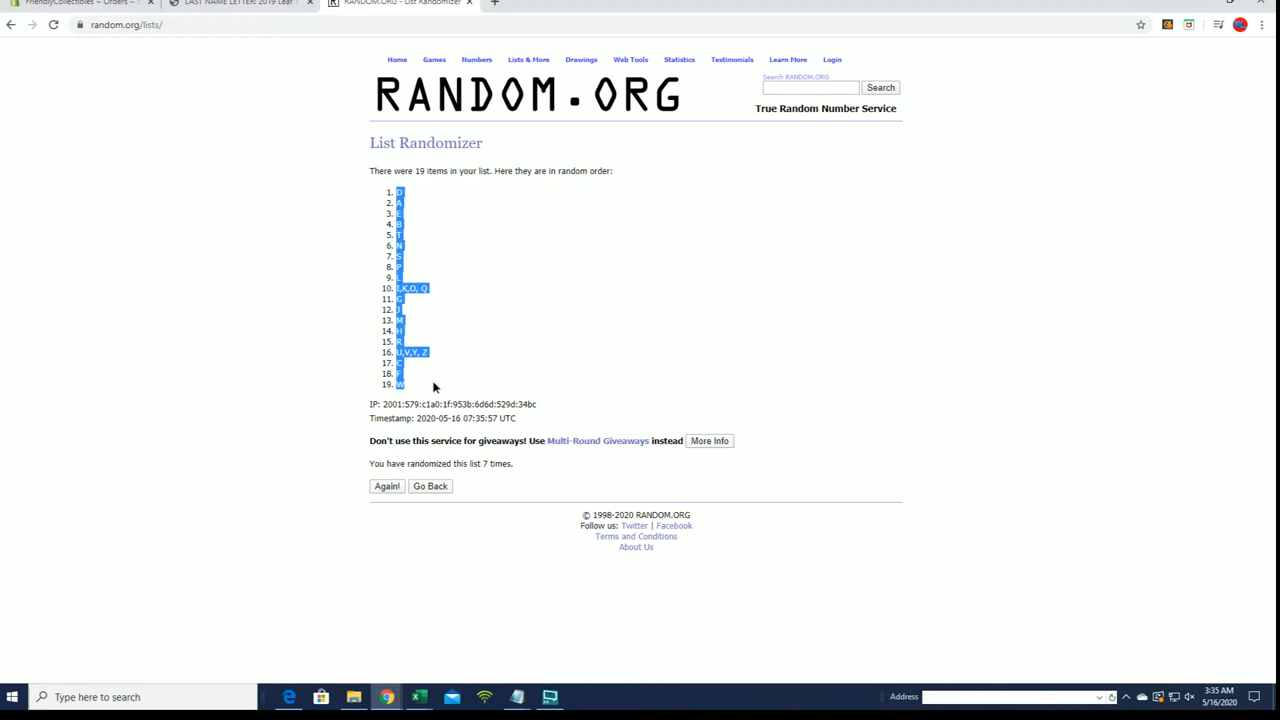 FriendlyCollectibles – Orders –
LAST NAME LETTER: 2019 Leaf
RANDOM.ORG - List Randomizer
random.org/lists/
Home Games Numbers Lists & More Drawings Web Tools Statistics Testimonials Learn More Login
RANDOM.ORG
Search RANDOM.ORG
Search
True Random Number Service
List Randomizer
There were 19 items in your list. Here they are in random order:
1. D
2. A
3. E
4. B
5. T
6. N
7. S
8. P
9. L
10. I,K,O, Q
11. G
12. J
13. M
14. H
15. R
16. U,V,Y, Z
17. C
18. F
19. W
IP: 2001:579:c1a0:1f:953b:6d6d:529d:34bc
Timestamp: 2020-05-16 07:35:57 UTC
Don't use this service for giveaways! Use Multi-Round Giveaways instead More Info
You have randomized this list 7 times.
Again! Go Back
© 1998-2020 RANDOM.ORG
Follow us: Twitter | Facebook
Terms and Conditions
About Us
Type here to search
Address
3:35 AM
5/16/2020